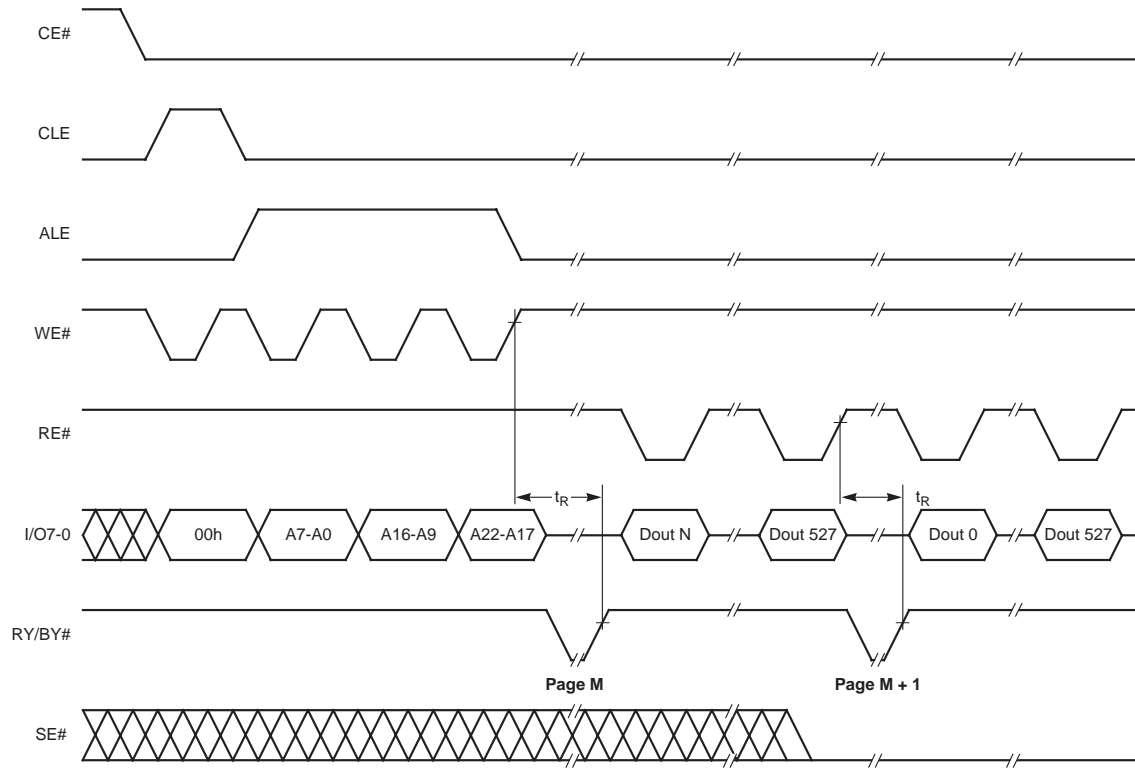 CE#
CLE
ALE
WE#
RE#
tR tR
I/O7-0 00h A7-A0 A16-A9 A22-A17 Dout N Dout 527 Dout 0 Dout 527
RY/BY#
Page M Page M + 1
SE#